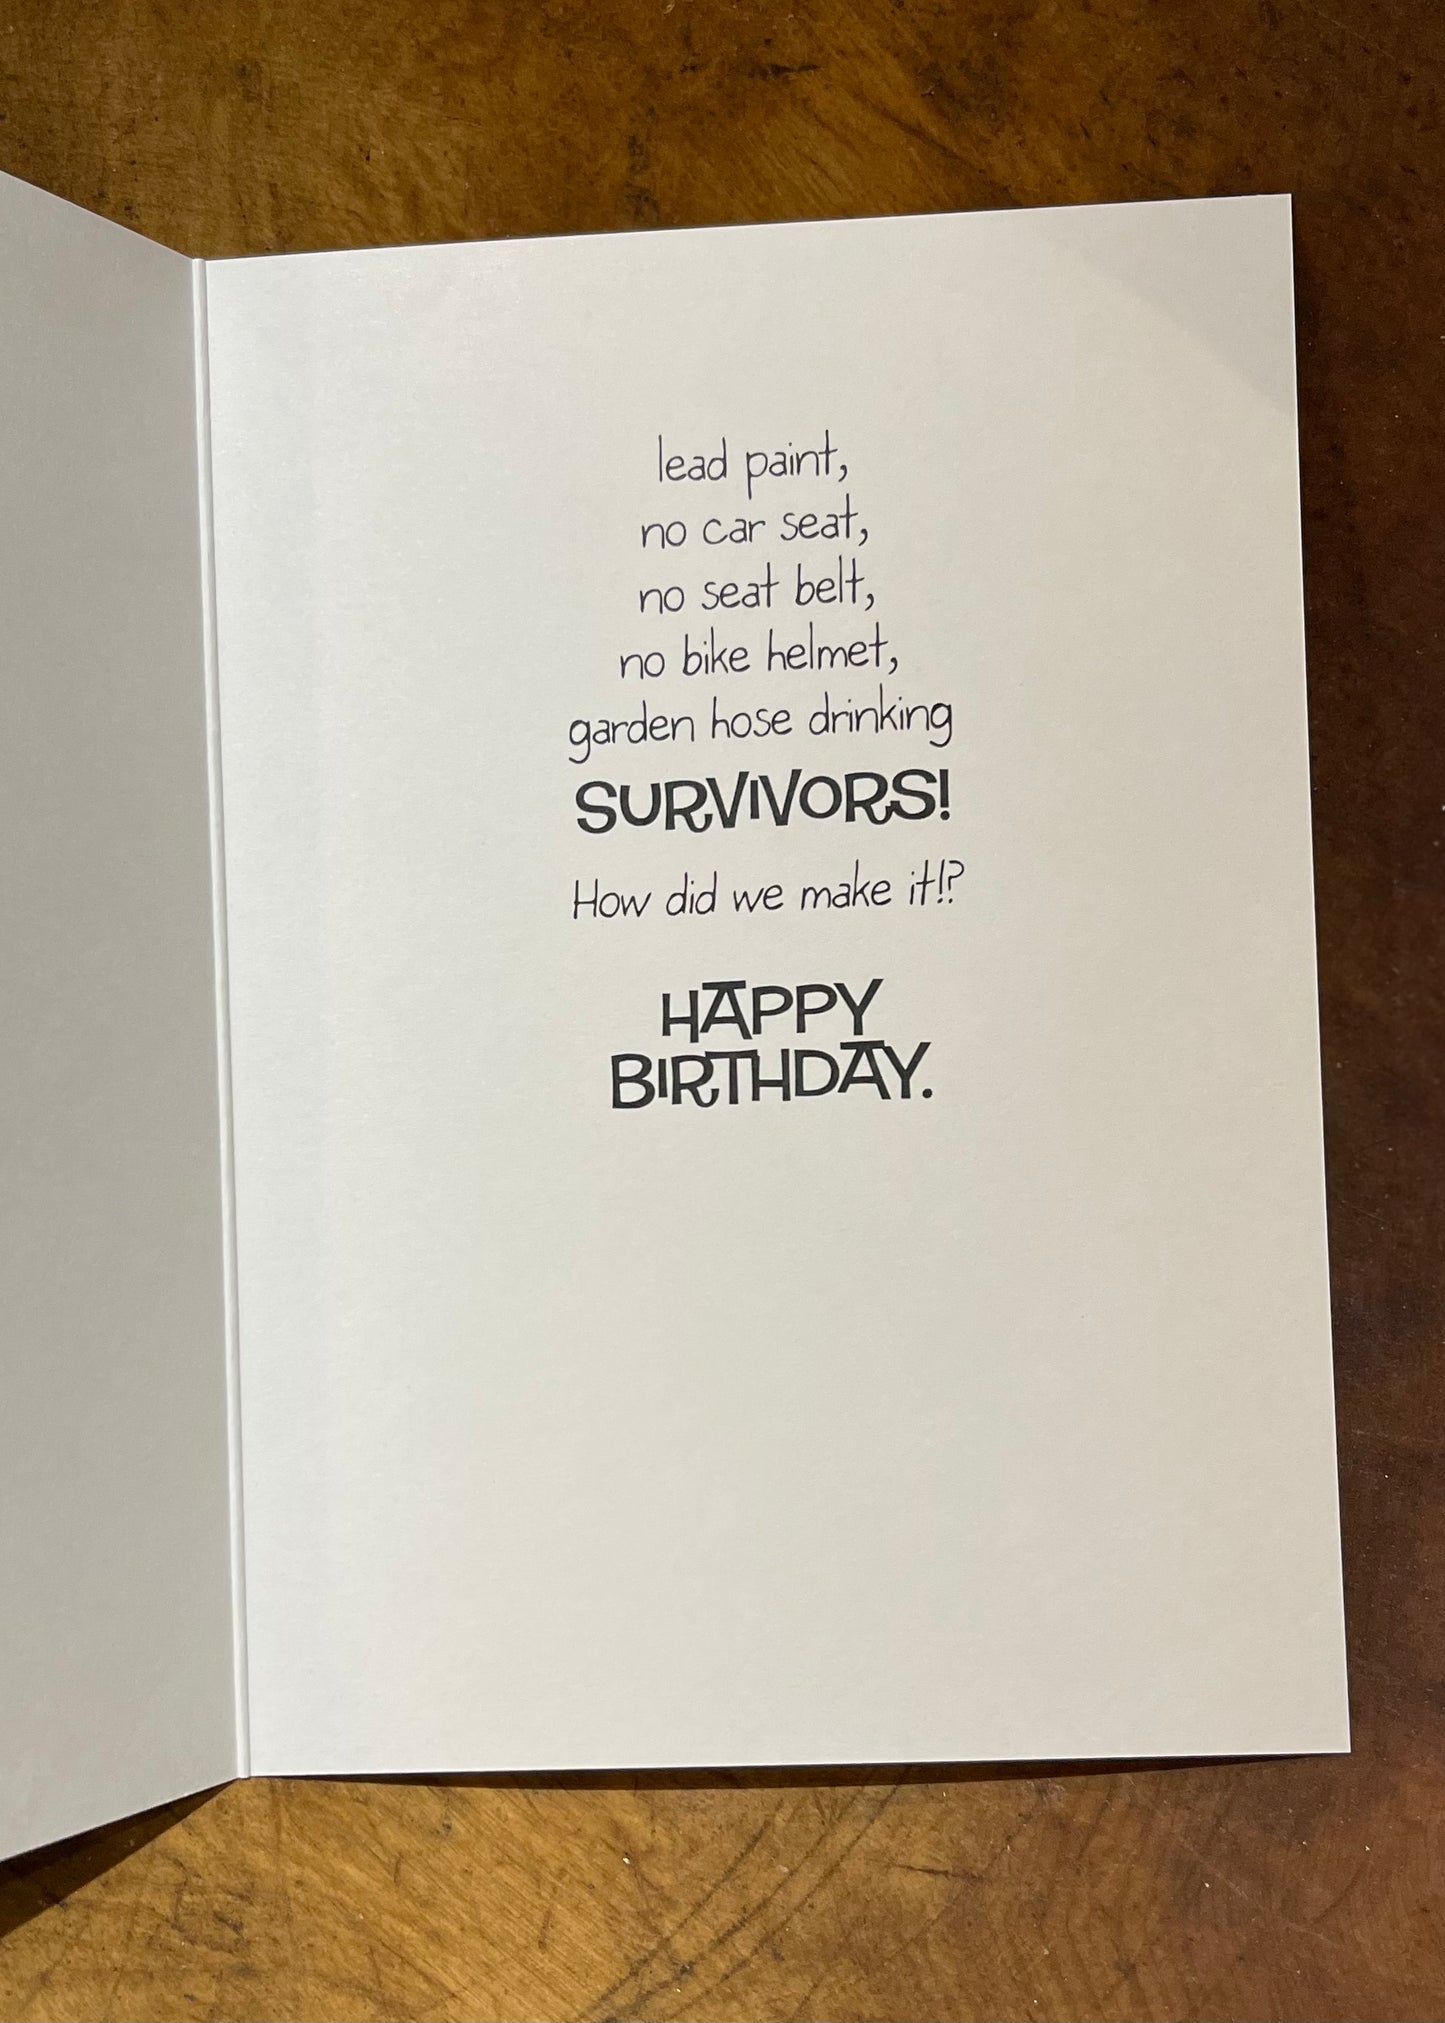 lead paint,
no car seat,
no seat belt,
no bike helmet,
garden hose drinking
SURVIVORS!
How did we make it!?
HAPPY
BIRTHDAY.